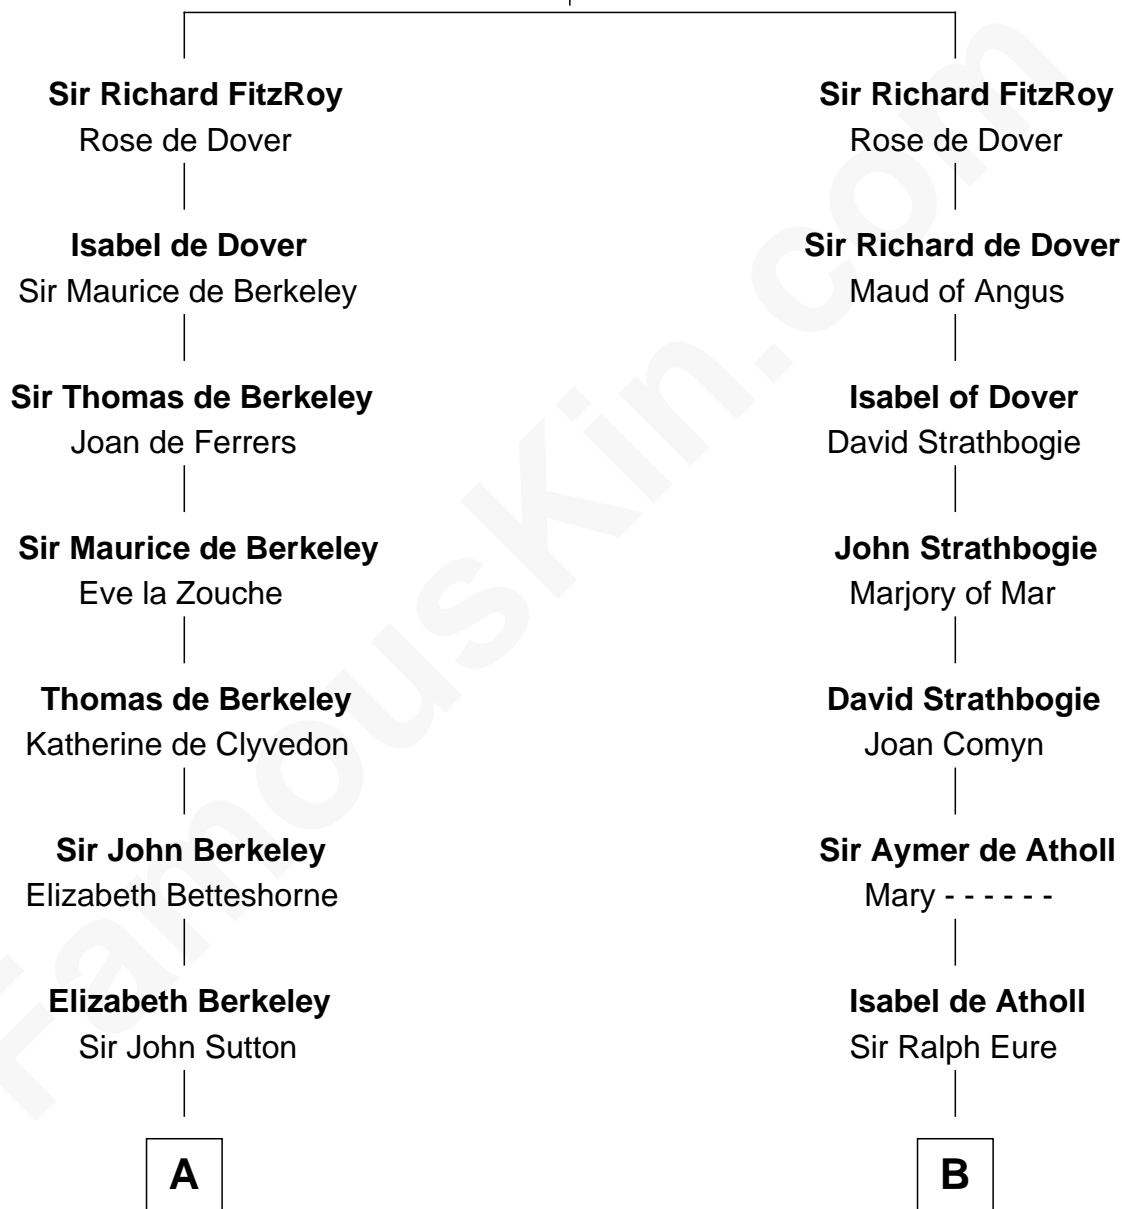 Sir Richard FitzRoy
Rose de Dover
Isabel de Dover
Sir Maurice de Berkeley
Sir Thomas de Berkeley
Joan de Ferrers
Sir Maurice de Berkeley
Eve la Zouche
Thomas de Berkeley
Katherine de Clyvedon
Sir John Berkeley
Elizabeth Betteshorne
Elizabeth Berkeley
Sir John Sutton
A
Sir Richard FitzRoy
Rose de Dover
Sir Richard de Dover
Maud of Angus
Isabel of Dover
David Strathbogie
John Strathbogie
Marjory of Mar
David Strathbogie
Joan Comyn
Sir Aymer de Atholl
Mary - - - - - -
Isabel de Atholl
Sir Ralph Eure
B
FamousKin.com